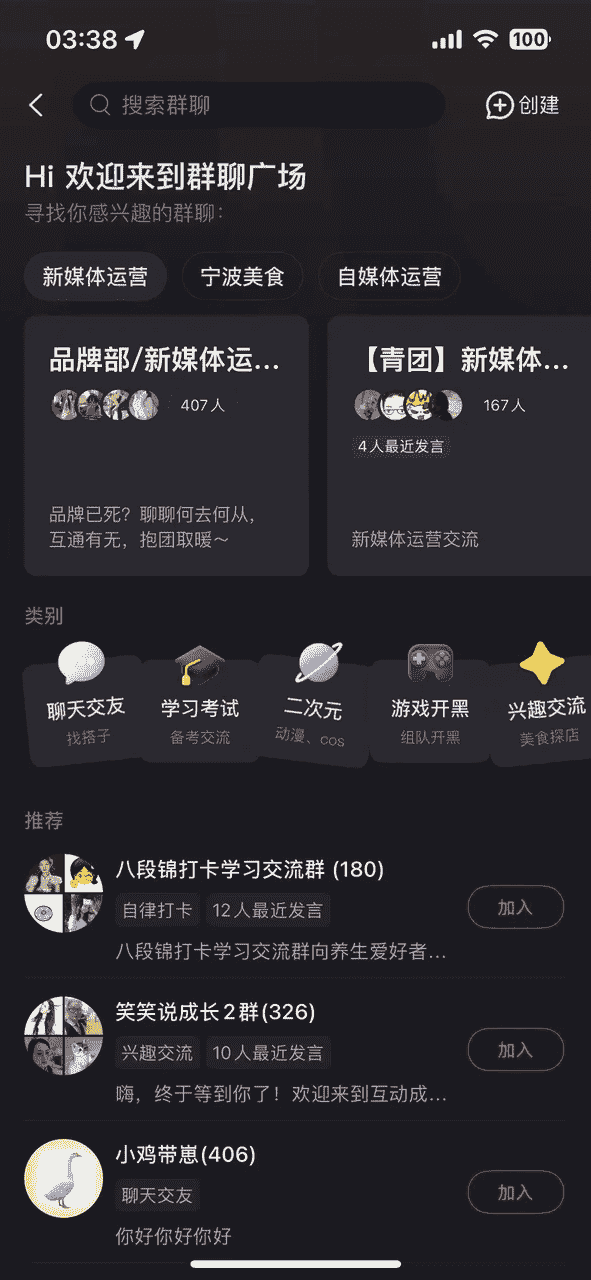 03:38
100
搜索群聊
创建
Hi 欢迎来到群聊广场
寻找你感兴趣的群聊：
新媒体运营
宁波美食
自媒体运营
品牌部/新媒体运...
407人
品牌已死？聊聊何去何从，
互通有无，抱团取暖～
【青团】新媒体...
167人
4人最近发言
新媒体运营交流
类别
聊天交友
找搭子
学习考试
备考交流
二次元
动漫、cos
游戏开黑
组队开黑
兴趣交流
美食探店
推荐
八段锦打卡学习交流群 (180)
自律打卡
12人最近发言
八段锦打卡学习交流群向养生爱好者...
加入
笑笑说成长2群(326)
兴趣交流
10人最近发言
嗨，终于等到你了！欢迎来到互动成...
加入
小鸡带崽(406)
聊天交友
你好你好你好
加入